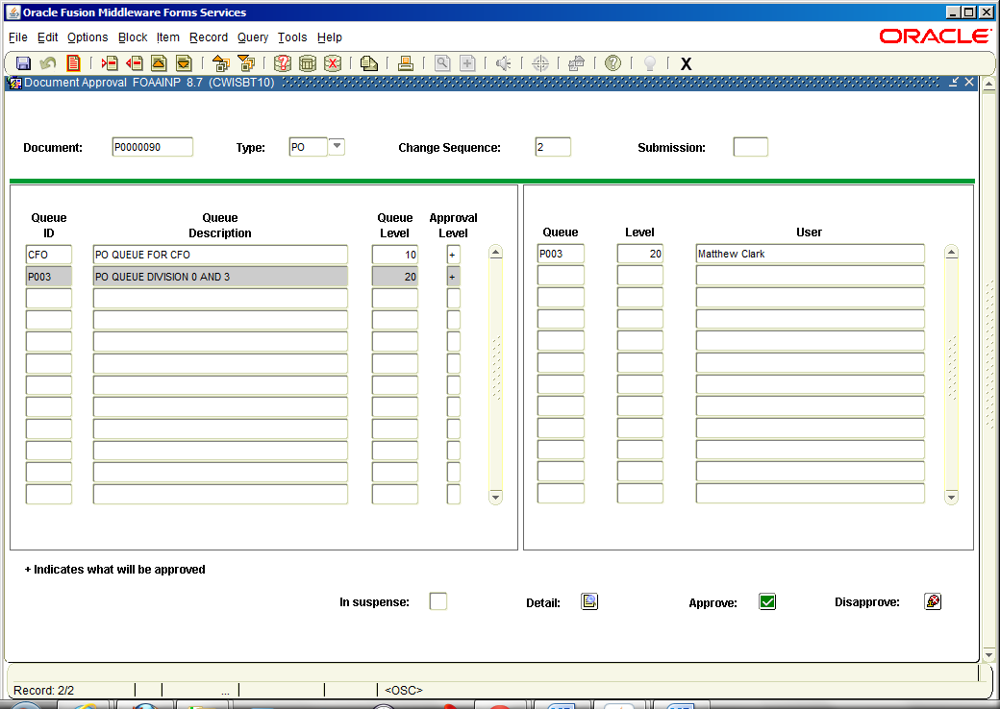 Oracle Fusion Middleware Forms Services
File Edit Options Block Item Record Query Tools Help
ORACLE
X
Document Approval FOAAINP 8.7 (CWISBT10)
Document: P0000090 Type: PO Change Sequence: 2 Submission:
Queue ID Queue Description Queue Level Approval Level
CFO PO QUEUE FOR CFO 10 +
P003 PO QUEUE DIVISION 0 AND 3 20 +
Queue Level User
P003 20 Matthew Clark
+ Indicates what will be approved
In suspense: Detail: Approve: Disapprove:
Record: 2/2 ... <OSC>